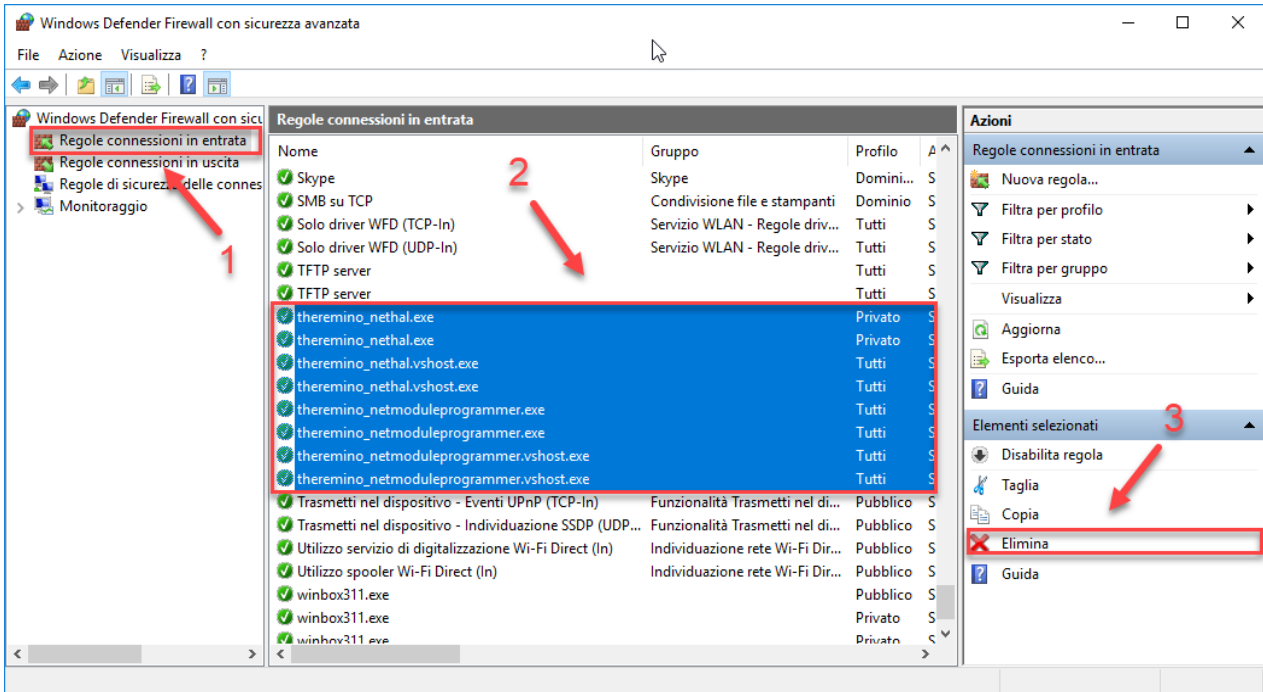 Windows Defender Firewall con sicurezza avanzata
File Azione Visualizza ?
Windows Defender Firewall con sicu
Regole connessioni in entrata
Regole connessioni in uscita
Regole di sicurezza delle connes
Monitoraggio
1
Regole connessioni in entrata
Nome Gruppo Profilo A
2
Skype Skype Domini... S
SMB su TCP Condivisione file e stampanti Dominio S
Solo driver WFD (TCP-In) Servizio WLAN - Regole driv... Tutti S
Solo driver WFD (UDP-In) Servizio WLAN - Regole driv... Tutti S
TFTP server Tutti S
TFTP server Tutti S
theremino_nethal.exe Privato S
theremino_nethal.exe Privato S
theremino_nethal.vshost.exe Tutti S
theremino_nethal.vshost.exe Tutti S
theremino_netmoduleprogrammer.exe Tutti S
theremino_netmoduleprogrammer.exe Tutti S
theremino_netmoduleprogrammer.vshost.exe Tutti S
theremino_netmoduleprogrammer.vshost.exe Tutti S
Trasmetti nel dispositivo - Eventi UPnP (TCP-In) Funzionalità Trasmetti nel di... Pubblico S
Trasmetti nel dispositivo - Individuazione SSDP (UDP... Funzionalità Trasmetti nel di... Pubblico S
Utilizzo servizio di digitalizzazione Wi-Fi Direct (In) Individuazione rete Wi-Fi Dir... Pubblico S
Utilizzo spooler Wi-Fi Direct (In) Individuazione rete Wi-Fi Dir... Pubblico S
winbox311.exe Pubblico S
winbox311.exe Privato S
winbox311.exe Privato S
Azioni
Regole connessioni in entrata
Nuova regola...
Filtra per profilo
Filtra per stato
Filtra per gruppo
Visualizza
Aggiorna
Esporta elenco...
Guida
Elementi selezionati
3
Disabilita regola
Taglia
Copia
Elimina
Guida